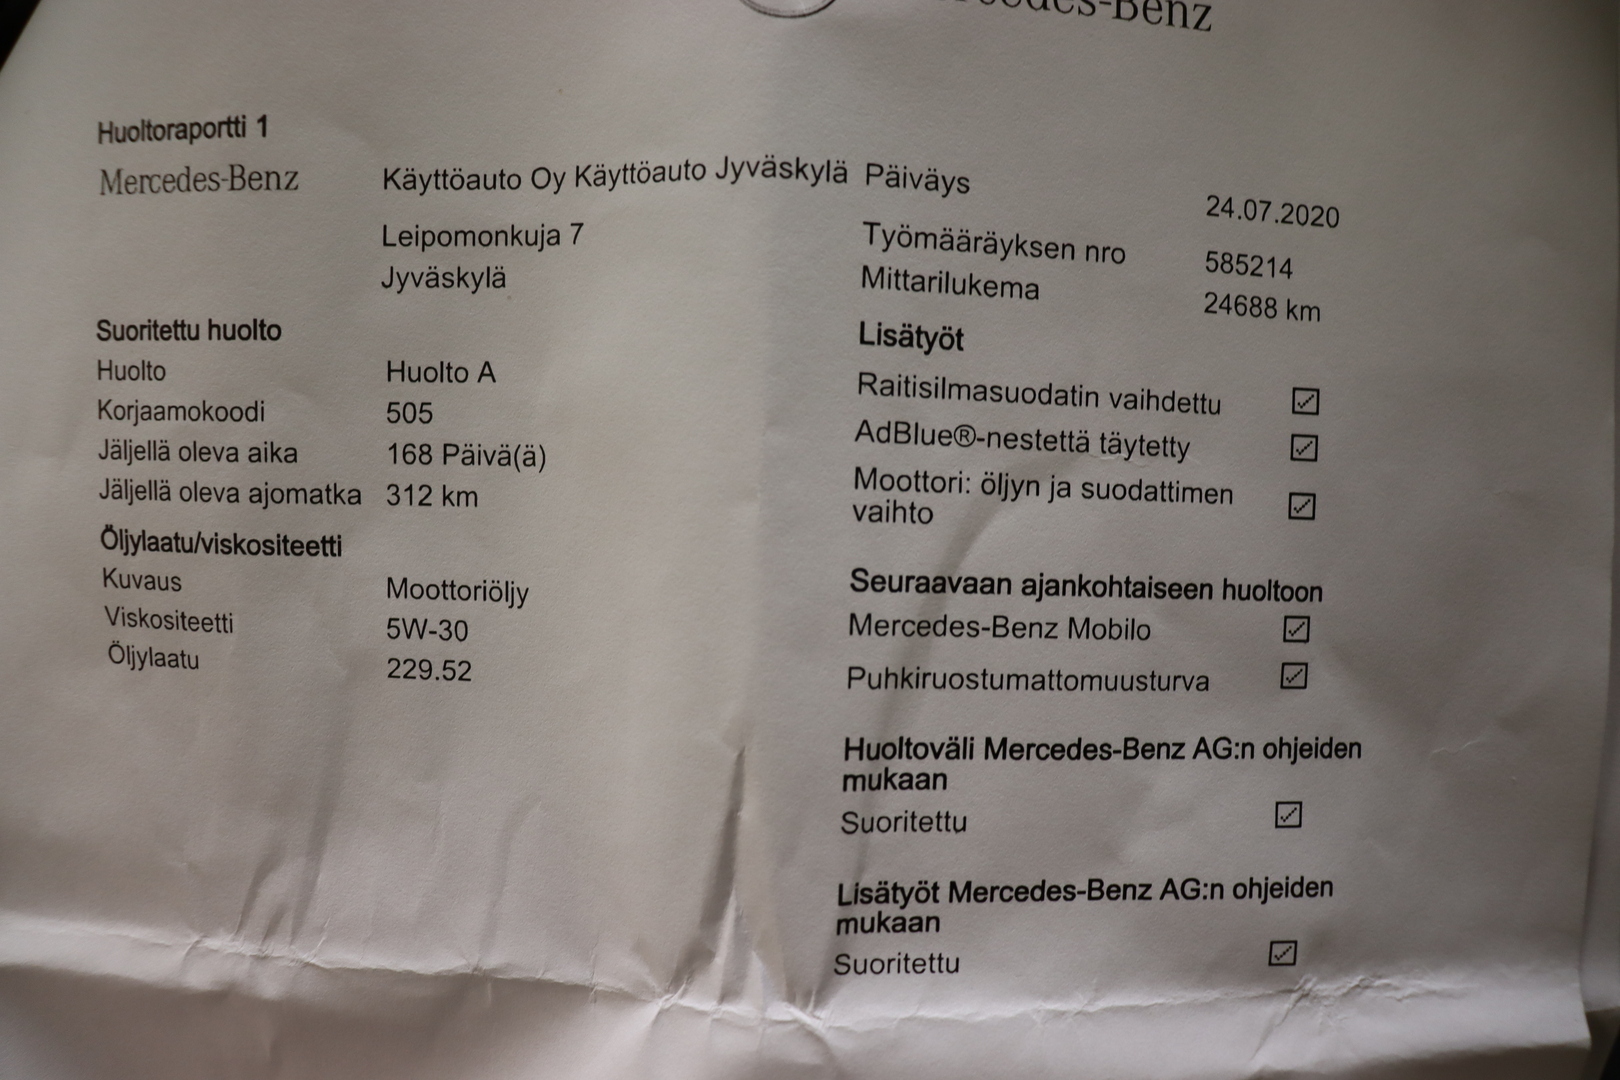 Mercedes-Benz
Huoltoraportti 1
Mercedes-Benz
Käyttöauto Oy Käyttöauto Jyväskylä
Leipomonkuja 7
Jyväskylä
Päiväys 24.07.2020
Työmääräyksen nro 585214
Mittarilukema 24688 km
Suoritettu huolto
Huolto Huolto A
Korjaamokoodi 505
Jäljellä oleva aika 168 Päivä(ä)
Jäljellä oleva ajomatka 312 km
Öljylaatu/viskositeetti
Kuvaus Moottoriöljy
Viskositeetti 5W-30
Öljylaatu 229.52
Lisätyöt
Raitisilmasuodatin vaihdettu ☑
AdBlue®-nestettä täytetty ☑
Moottori: öljyn ja suodattimen ☑
vaihto
Seuraavaan ajankohtaiseen huoltoon
Mercedes-Benz Mobilo ☑
Puhkiruostumattomuusturva ☑
Huoltoväli Mercedes-Benz AG:n ohjeiden
mukaan
Suoritettu ☑
Lisätyöt Mercedes-Benz AG:n ohjeiden
mukaan
Suoritettu ☑